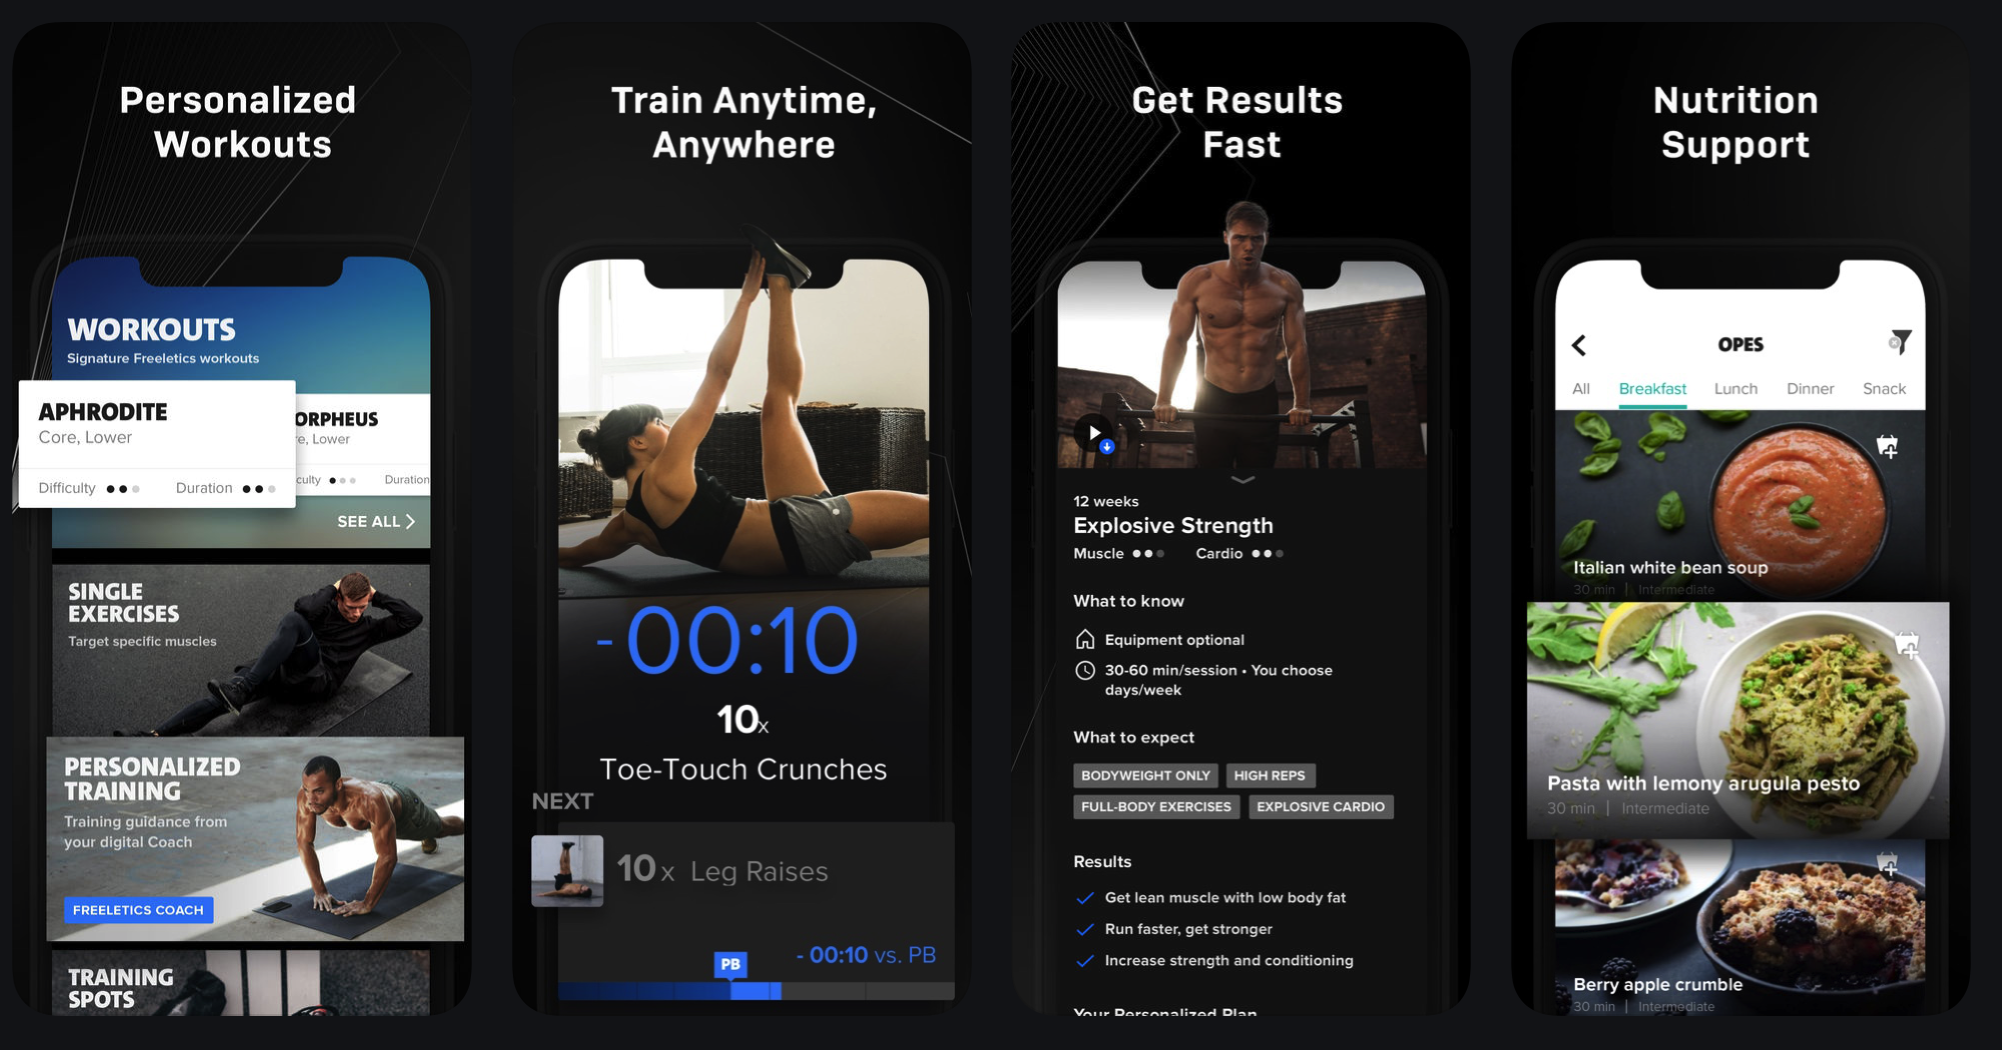 Personalized
Workouts
WORKOUTS
Signature Freeletics workouts
APHRODITE
Core, Lower
Difficulty
Duration
ORPHEUS
re, Lower
culty
Duration
SEE ALL
SINGLE
EXERCISES
Target specific muscles
PERSONALIZED
TRAINING
Training guidance from
your digital Coach
FREELETICS COACH
TRAINING
SPOTS
Train Anytime,
Anywhere
-00:10
10x
Toe-Touch Crunches
NEXT
10 x Leg Raises
- 00:10 vs. PB
PB
Get Results
Fast
12 weeks
Explosive Strength
Muscle
Cardio
What to know
Equipment optional
30-60 min/session • You choose
days/week
What to expect
BODYWEIGHT ONLY
HIGH REPS
FULL-BODY EXERCISES
EXPLOSIVE CARDIO
Results
Get lean muscle with low body fat
Run faster, get stronger
Increase strength and conditioning
Your Personalized Plan
Nutrition
Support
OPES
All Breakfast Lunch Dinner Snack
Italian white bean soup
30 min | Intermediate
Pasta with lemony arugula pesto
30 min | Intermediate
Berry apple crumble
30 min | Intermediate